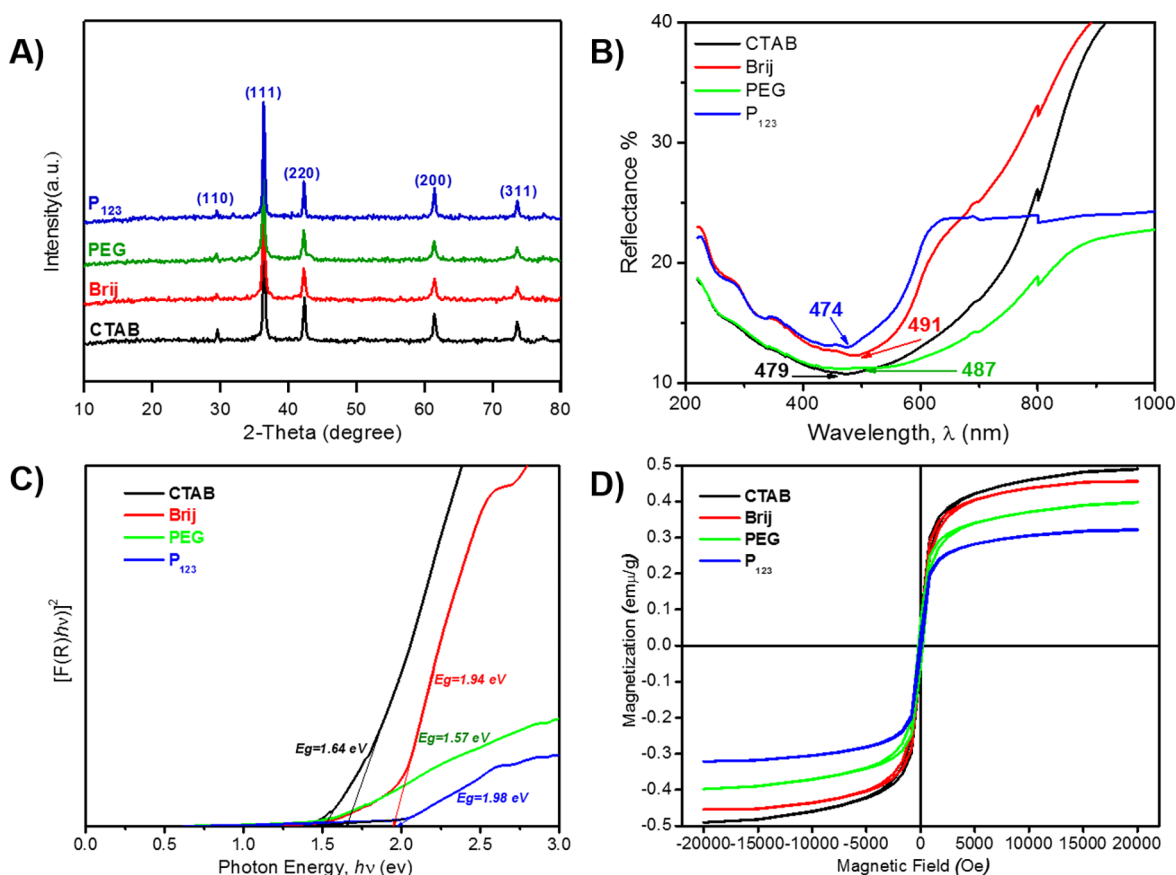 A)
Intensity(a.u.)
(110)
(111)
(220)
(200)
(311)
P123
PEG
Brij
CTAB
10 20 30 40 50 60 70 80
2-Theta (degree)
B)
CTAB
Brij
PEG
P123
Reflectance %
40
30
20
10
474
491
479
487
200 400 600 800 1000
Wavelength, λ (nm)
C)
CTAB
Brij
PEG
P123
[F(R)hν)]2
Eg=1.94 eV
Eg=1.64 eV
Eg=1.57 eV
Eg=1.98 eV
0.0 0.5 1.0 1.5 2.0 2.5 3.0
Photon Energy, hν (ev)
D)
CTAB
Brij
PEG
P123
Magnetization (emμ/g)
0.5
0.4
0.3
0.2
0.1
0.0
-0.1
-0.2
-0.3
-0.4
-0.5
-20000 -15000 -10000 -5000 0 5000 10000 15000 20000
Magnetic Field (Oe)